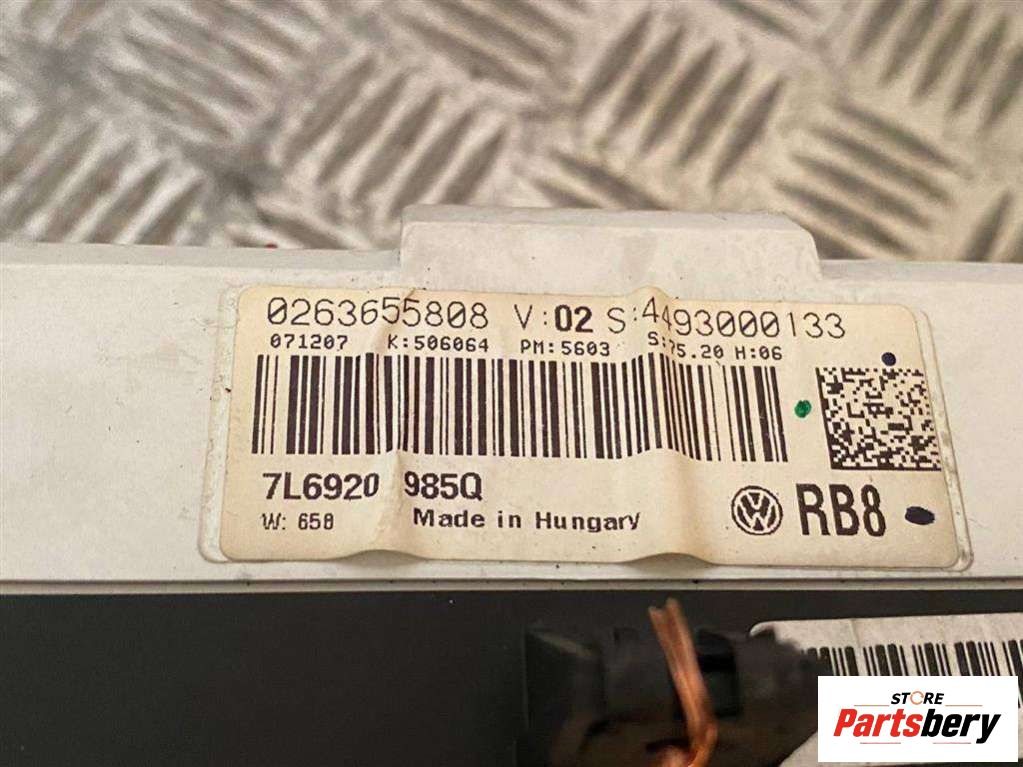 0263655808 V:02 S:4493000133
071207 K:506064 PM:5603 S:75.20 H:06
7L6920 985Q
W: 658 Made in Hungary VW RB8
STORE
Partsbery